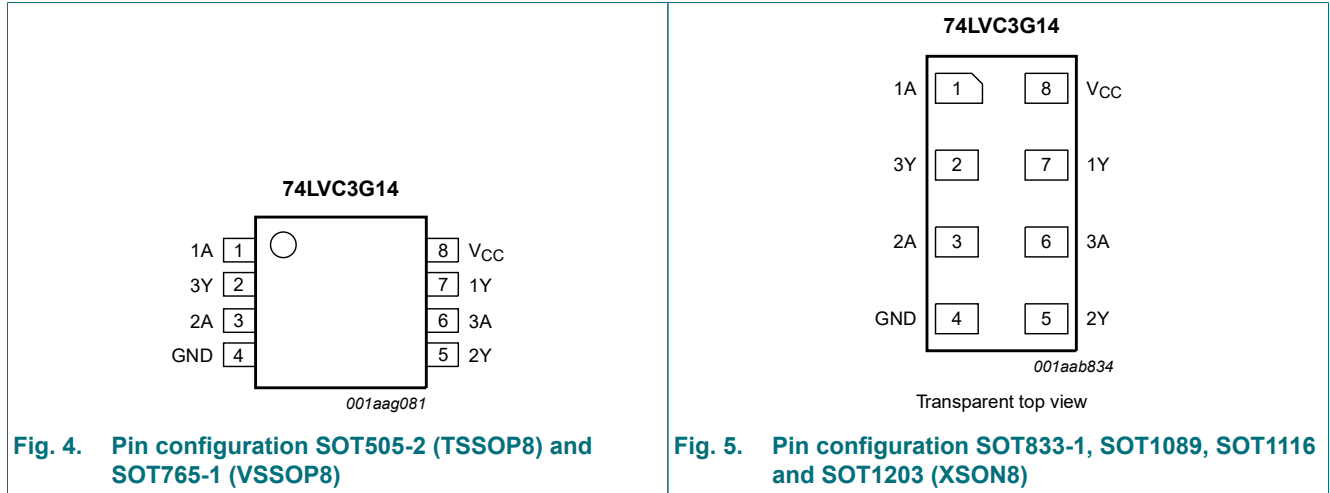 74LVC3G14
1A 1 8 VCC
3Y 2 7 1Y
2A 3 6 3A
GND 4 5 2Y
001aag081
Fig. 4. Pin configuration SOT505-2 (TSSOP8) and
SOT765-1 (VSSOP8)
74LVC3G14
1A 1 8 VCC
3Y 2 7 1Y
2A 3 6 3A
GND 4 5 2Y
001aab834
Transparent top view
Fig. 5. Pin configuration SOT833-1, SOT1089, SOT1116
and SOT1203 (XSON8)